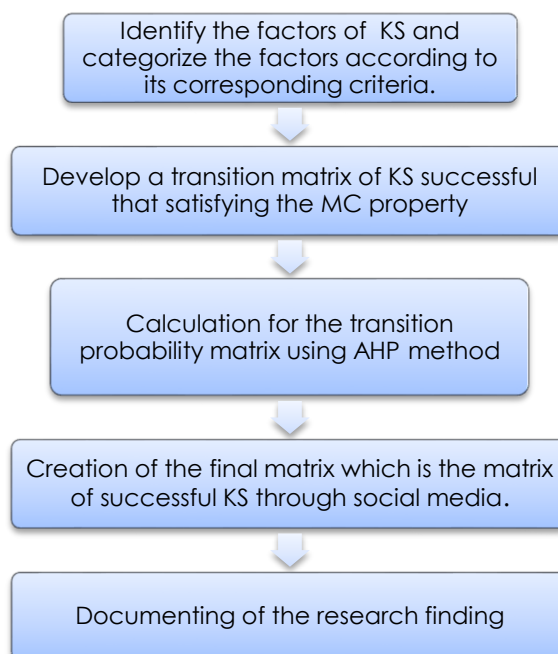 Identify the factors of KS and
categorize the factors according to
its corresponding criteria.
Develop a transition matrix of KS successful
that satisfying the MC property
Calculation for the transition
probability matrix using AHP method
Creation of the final matrix which is the matrix
of successful KS through social media.
Documenting of the research finding